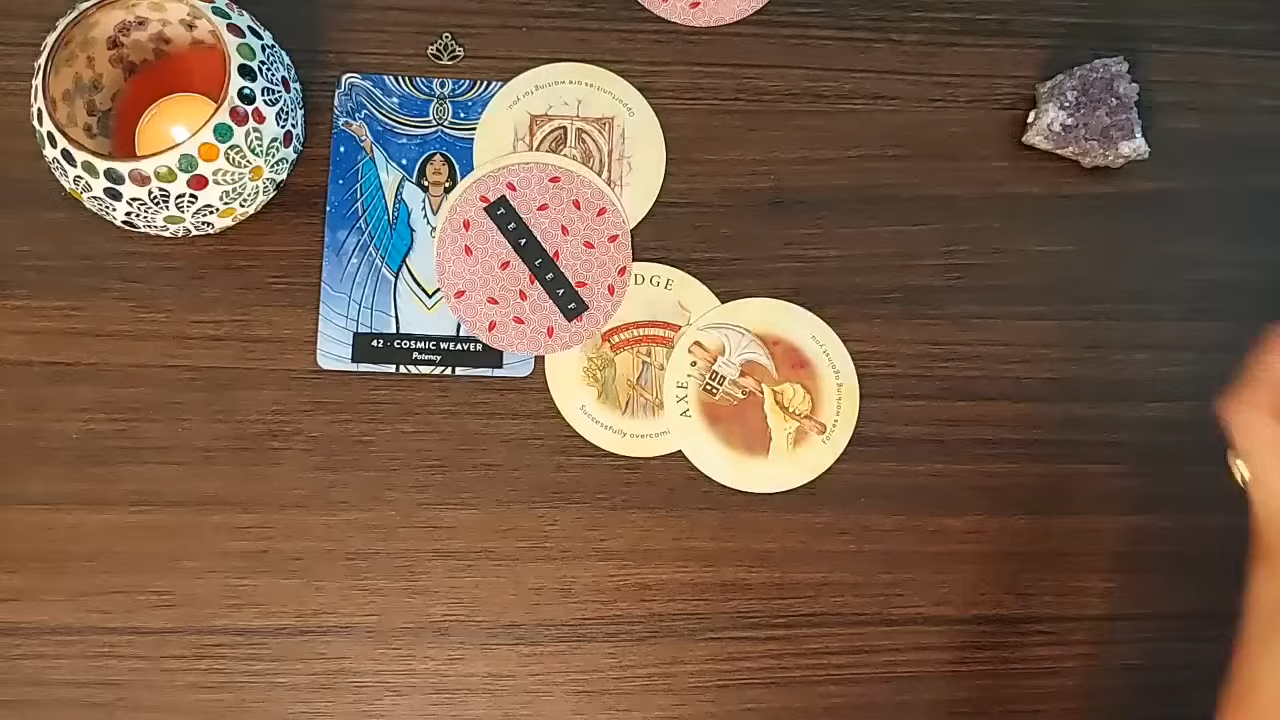 Opportunities are waiting for you.
TEA LEAF
42 · COSMIC WEAVER
Potency
DGE
Successfully overcomi
AXE
Forces working against you.